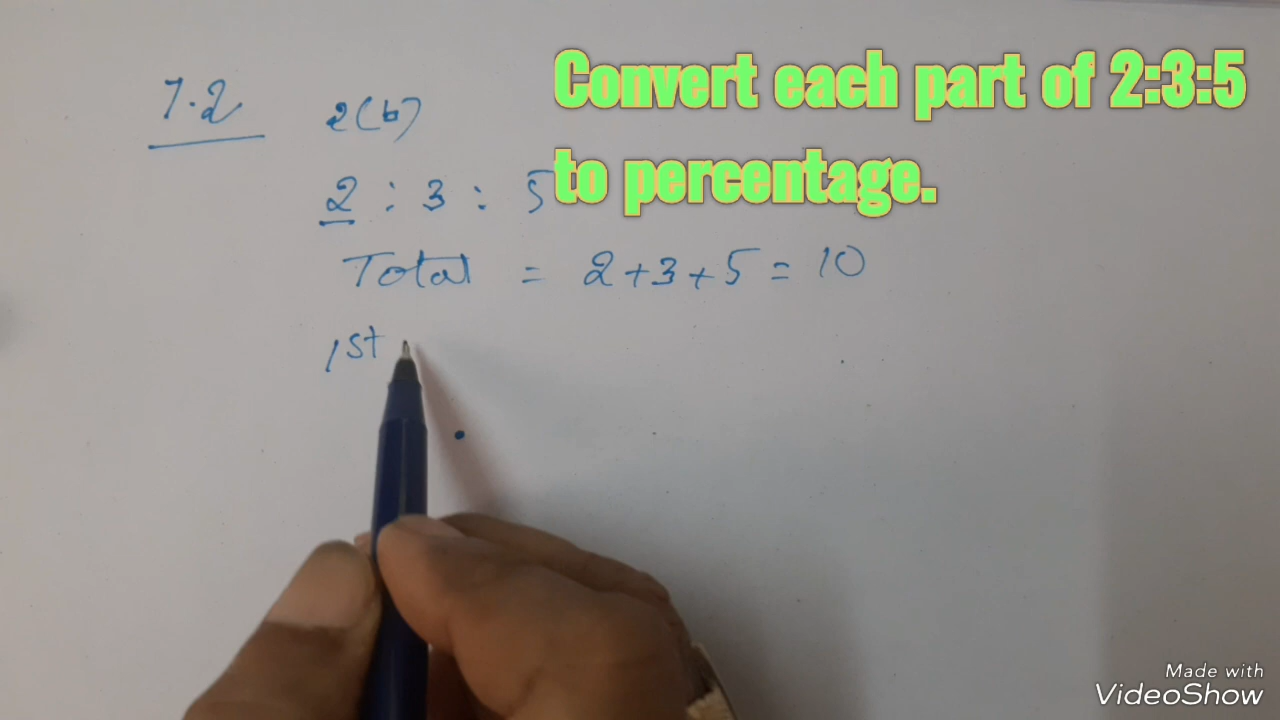 Convert each part of 2:3:5
to percentage.
7.2 2(b)
2 : 3 : 5
Total = 2+3+5 = 10
1st
Made with
VideoShow